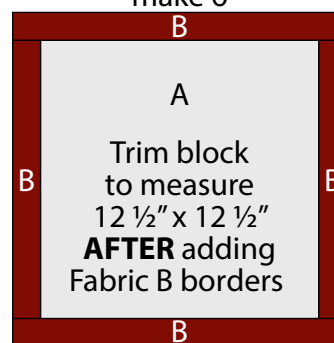 make 6
B
A
B
B
Trim block
to measure
12 ½” x 12 ½”
AFTER adding
Fabric B borders
B